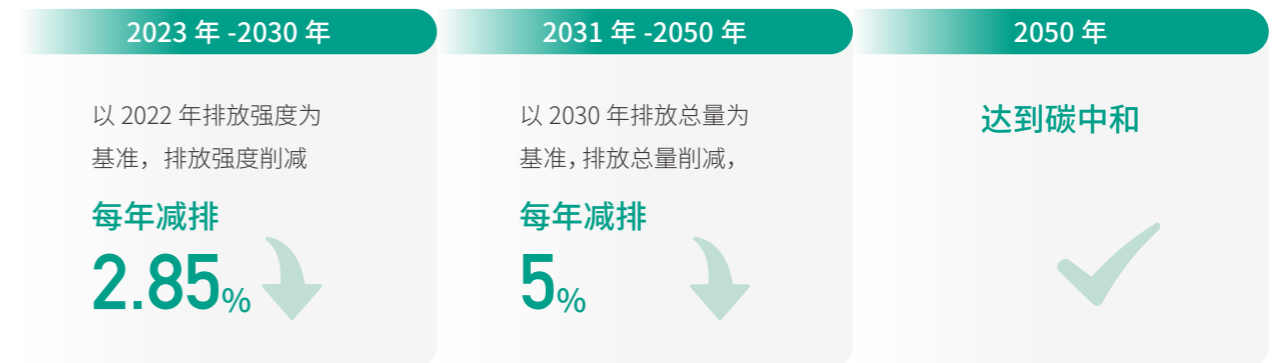 2023 年 -2030 年
以 2022 年排放强度为
基准，排放强度削减
每年减排
2.85%
2031 年 -2050 年
以 2030 年排放总量为
基准，排放总量削减，
每年减排
5%
2050 年
达到碳中和